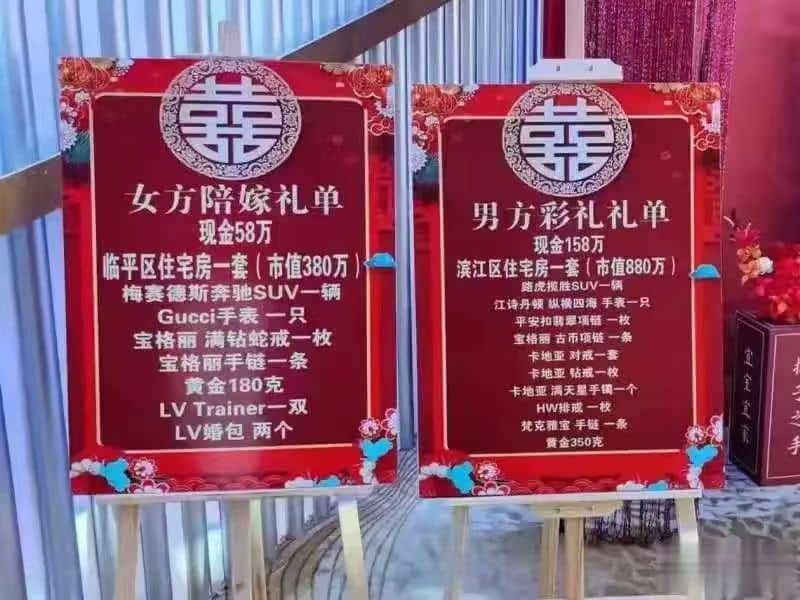 囍
女方陪嫁礼单
现金58万
临平区住宅房一套（市值380万）
梅赛德斯奔驰SUV一辆
Gucci手表 一只
宝格丽 满钻蛇戒一枚
宝格丽手链一条
黄金180克
LV Trainer一双
LV婚包 两个
囍
男方彩礼礼单
现金158万
滨江区住宅房一套（市值880万）
路虎揽胜SUV一辆
江诗丹顿 纵横四海 手表一只
平安扣翡翠项链 一枚
宝格丽 古币项链 一条
卡地亚 对戒一套
卡地亚 钻戒一枚
卡地亚 满天星手镯一个
HW排戒 一枚
梵克雅宝 手链 一条
黄金350克
宜室宜家